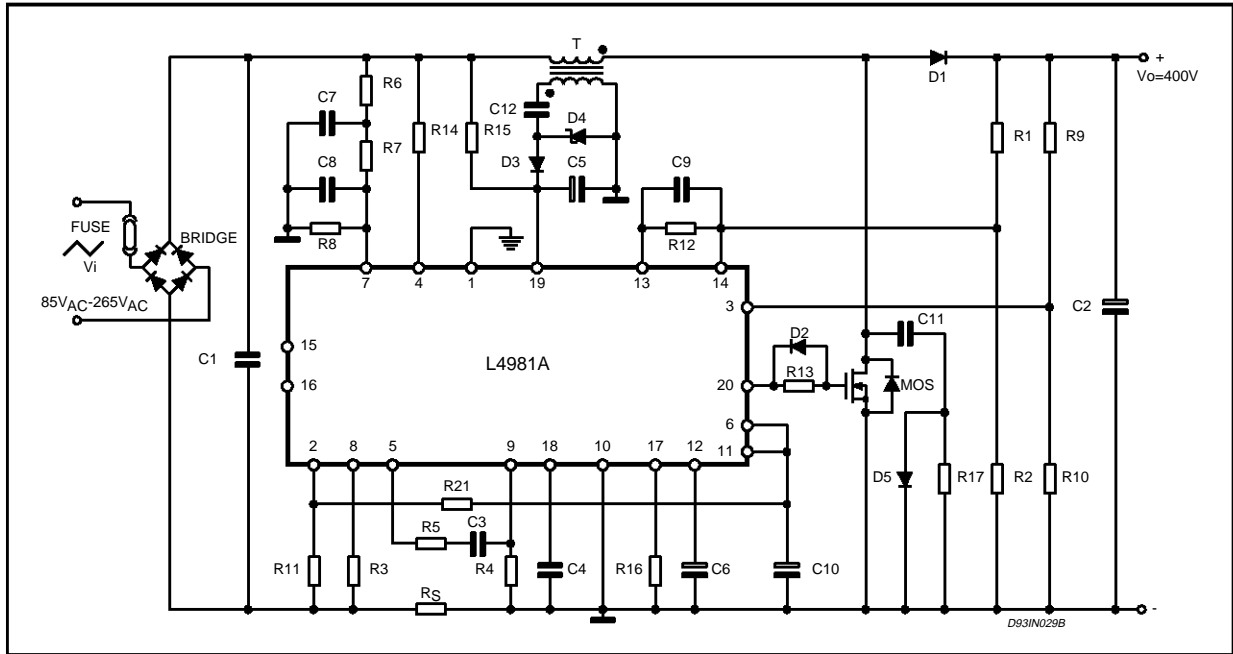 T
D1
+
Vo=400V
R6
C7
C12
R14
R15
D4
R1
R9
R7
C8
D3
C5
C9
FUSE
BRIDGE
R8
R12
Vi
7
4
1
19
13
14
85VAC-265VAC
3
C2
C1
15
D2
C11
L4981A
16
20
R13
MOS
6
2
8
5
9
18
10
17
12
11
R21
D5
R17
R2
R10
R5
C3
R11
R3
R4
C4
R16
C6
C10
RS
-
D93IN029B